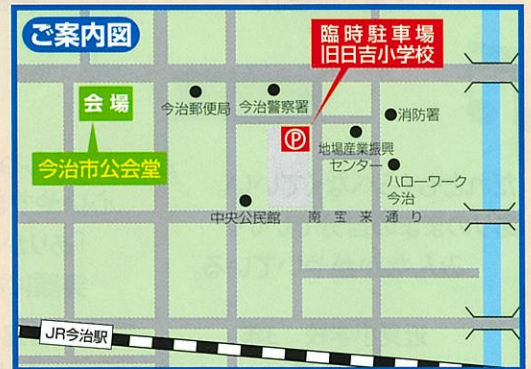 ご案内図
臨時駐車場
旧日吉小学校
会場
今治市公会堂
今治郵便局
今治警察署
消防署
Ⓟ
地場産業振興
センター
ハローワーク
今治
中央公民館
南宝来通り
JR今治駅